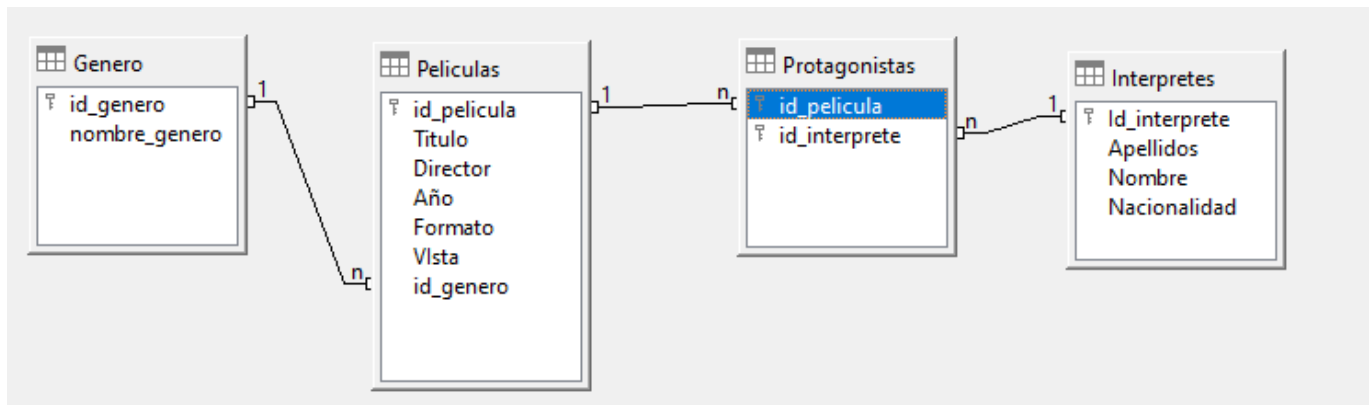 Genero
id_genero
nombre_genero
1
n
Peliculas
id_pelicula
Titulo
Director
Año
Formato
VIsta
id_genero
1
n
Protagonistas
id_pelicula
id_interprete
n
1
Interpretes
Id_interprete
Apellidos
Nombre
Nacionalidad